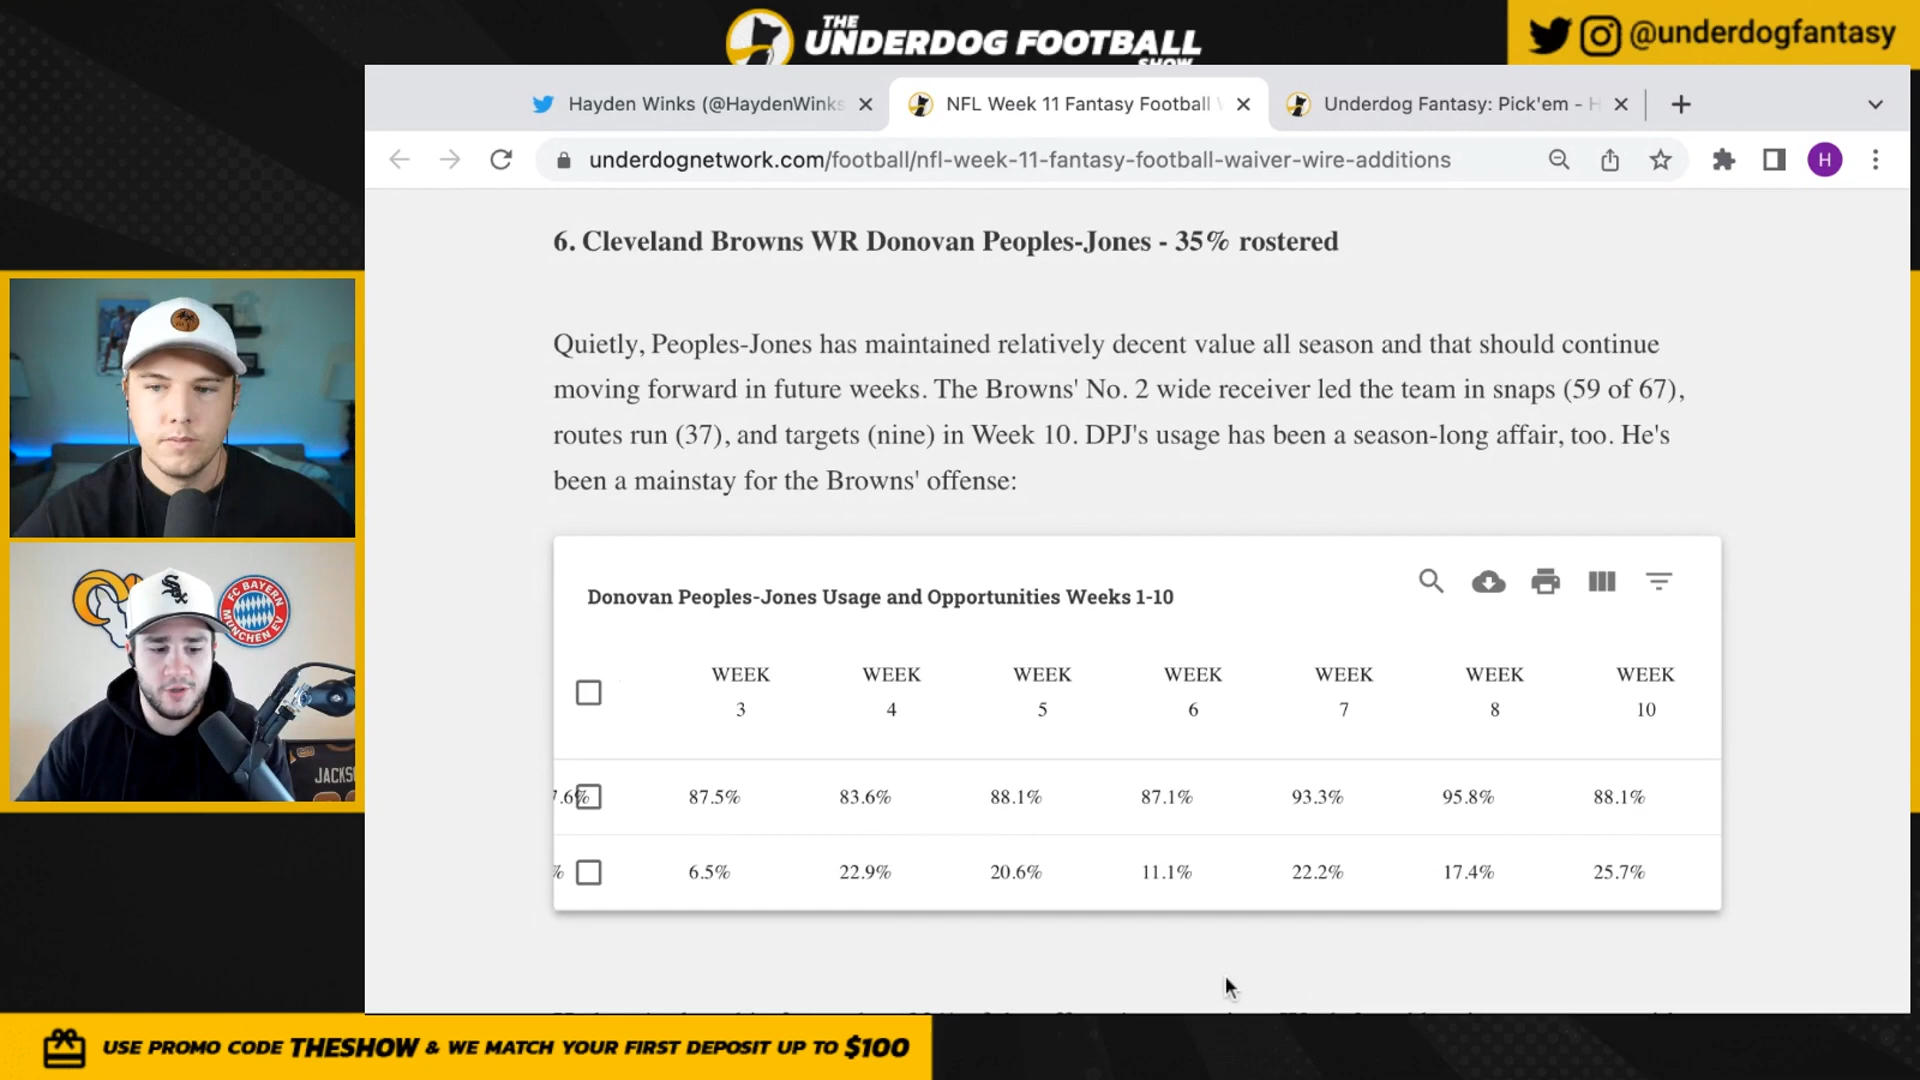 THE
UNDERDOG FOOTBALL
SHOW
@underdogfantasy
Hayden Winks (@HaydenWinks
NFL Week 11 Fantasy Football
Underdog Fantasy: Pick'em - H
underdognetwork.com/football/nfl-week-11-fantasy-football-waiver-wire-additions
H
6. Cleveland Browns WR Donovan Peoples-Jones - 35% rostered
Quietly, Peoples-Jones has maintained relatively decent value all season and that should continue
moving forward in future weeks. The Browns' No. 2 wide receiver led the team in snaps (59 of 67),
routes run (37), and targets (nine) in Week 10. DPJ's usage has been a season-long affair, too. He's
been a mainstay for the Browns' offense:
Donovan Peoples-Jones Usage and Opportunities Weeks 1-10
WEEK 3 WEEK 4 WEEK 5 WEEK 6 WEEK 7 WEEK 8 WEEK 10
7.6% 87.5% 83.6% 88.1% 87.1% 93.3% 95.8% 88.1%
% 6.5% 22.9% 20.6% 11.1% 22.2% 17.4% 25.7%
FC BAYERN
MÜNCHEN EV
Sox
JACKS
USE PROMO CODE THESHOW & WE MATCH YOUR FIRST DEPOSIT UP TO $100